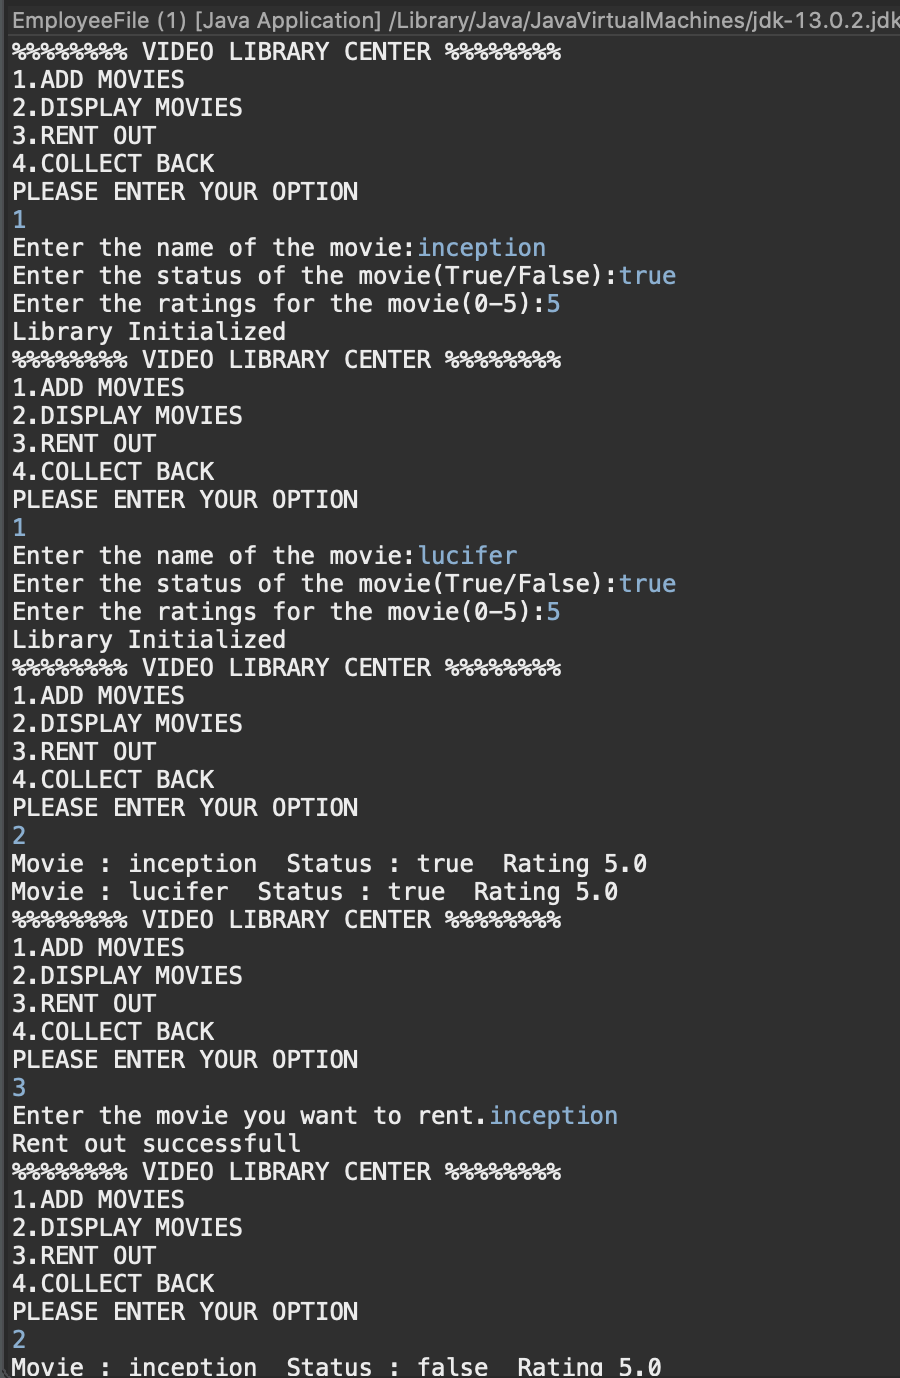 EmployeeFile (1) [Java Application] /Library/Java/JavaVirtualMachines/jdk-13.0.2.jdk
%%%%%%%% VIDEO LIBRARY CENTER %%%%%%%%
1.ADD MOVIES
2.DISPLAY MOVIES
3.RENT OUT
4.COLLECT BACK
PLEASE ENTER YOUR OPTION
1
Enter the name of the movie:inception
Enter the status of the movie(True/False):true
Enter the ratings for the movie(0-5):5
Library Initialized
%%%%%%%% VIDEO LIBRARY CENTER %%%%%%%%
1.ADD MOVIES
2.DISPLAY MOVIES
3.RENT OUT
4.COLLECT BACK
PLEASE ENTER YOUR OPTION
1
Enter the name of the movie:lucifer
Enter the status of the movie(True/False):true
Enter the ratings for the movie(0-5):5
Library Initialized
%%%%%%%% VIDEO LIBRARY CENTER %%%%%%%%
1.ADD MOVIES
2.DISPLAY MOVIES
3.RENT OUT
4.COLLECT BACK
PLEASE ENTER YOUR OPTION
2
Movie : inception  Status : true  Rating 5.0
Movie : lucifer  Status : true  Rating 5.0
%%%%%%%% VIDEO LIBRARY CENTER %%%%%%%%
1.ADD MOVIES
2.DISPLAY MOVIES
3.RENT OUT
4.COLLECT BACK
PLEASE ENTER YOUR OPTION
3
Enter the movie you want to rent.inception
Rent out successfull
%%%%%%%% VIDEO LIBRARY CENTER %%%%%%%%
1.ADD MOVIES
2.DISPLAY MOVIES
3.RENT OUT
4.COLLECT BACK
PLEASE ENTER YOUR OPTION
2
Movie : inception  Status : false  Rating 5.0